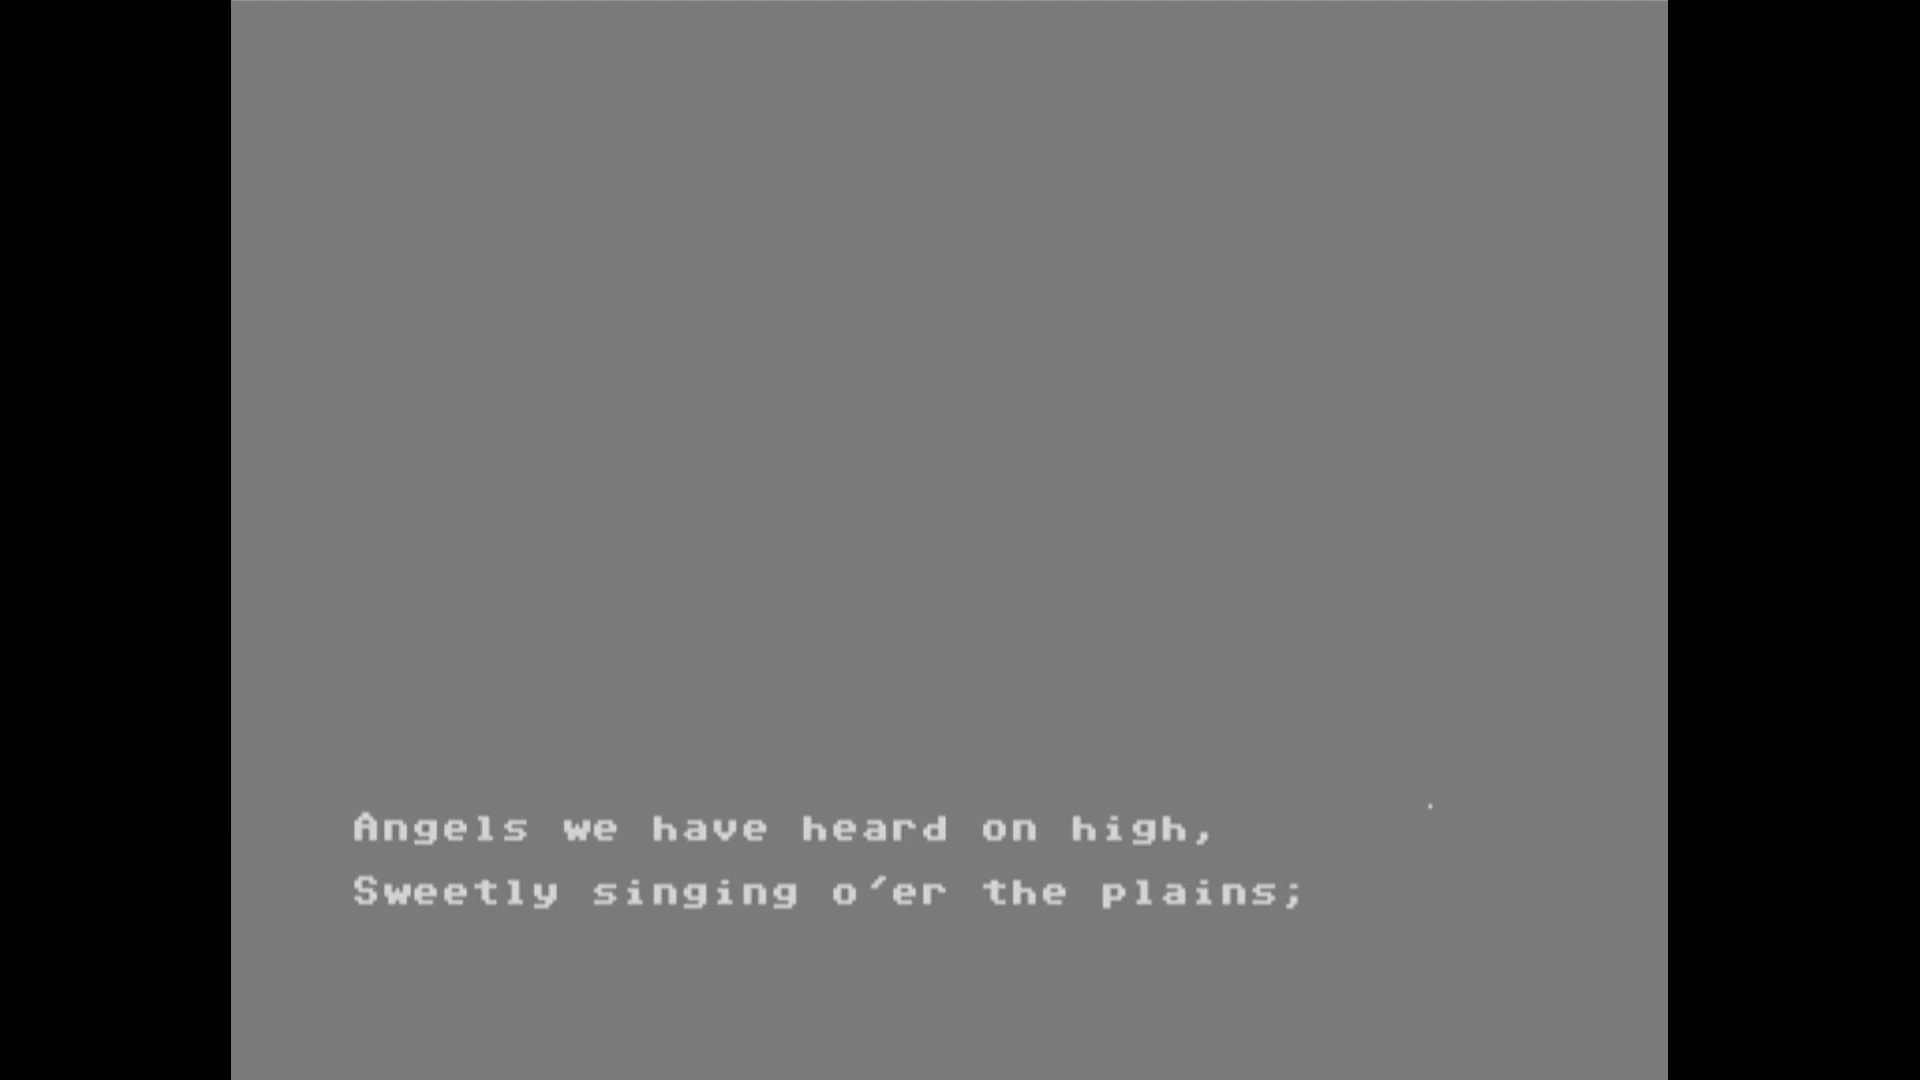 Angels we have heard on high,
Sweetly singing o′er the plains;